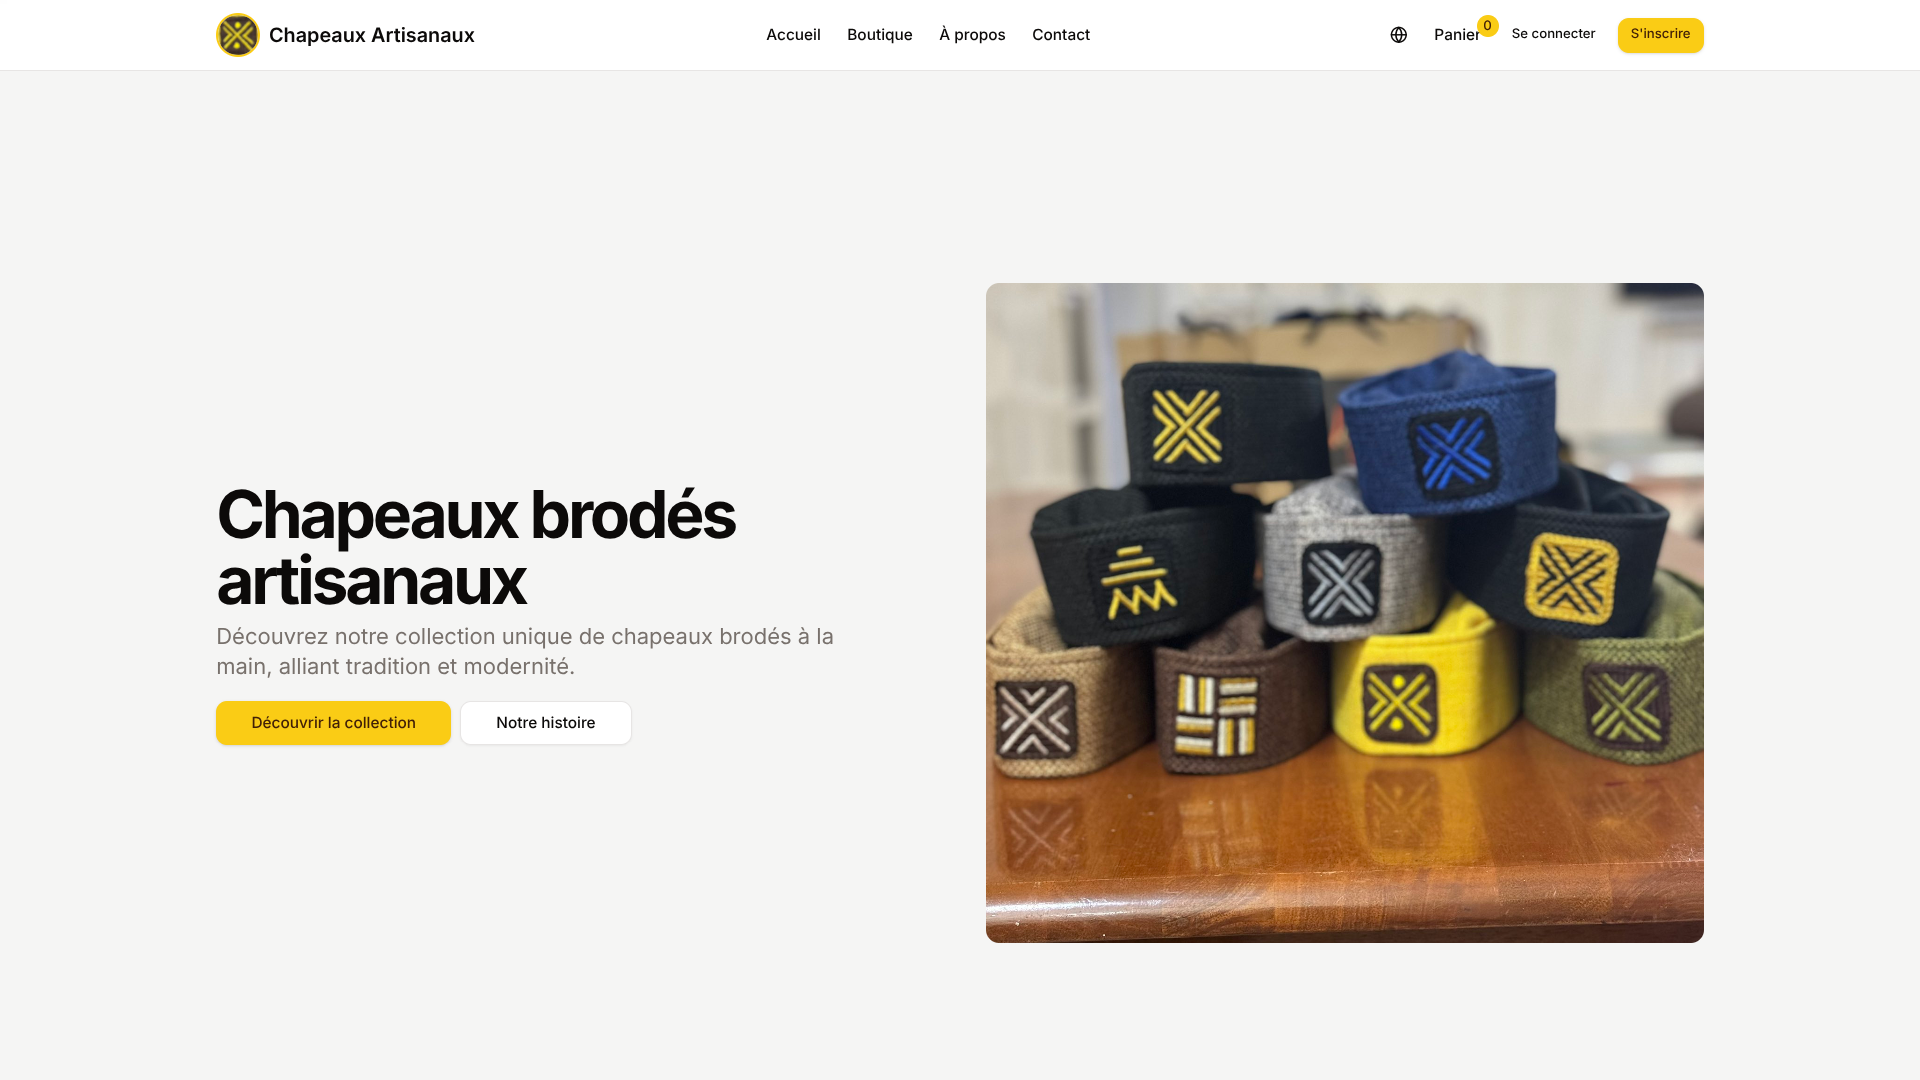 Chapeaux Artisanaux
Accueil
Boutique
À propos
Contact
Panier
0
Se connecter
S'inscrire
Chapeaux brodés
artisanaux
Découvrez notre collection unique de chapeaux brodés à la
main, alliant tradition et modernité.
Découvrir la collection
Notre histoire